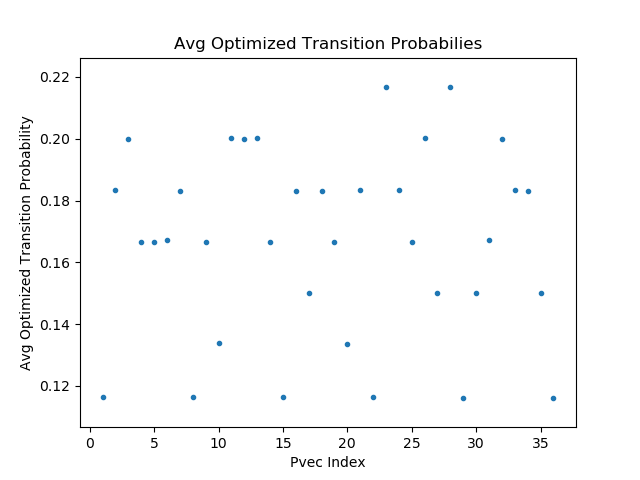 Avg Optimized Transition Probabilies
Avg Optimized Transition Probability
0.22
0.20
0.18
0.16
0.14
0.12
0 5 10 15 20 25 30 35
Pvec Index